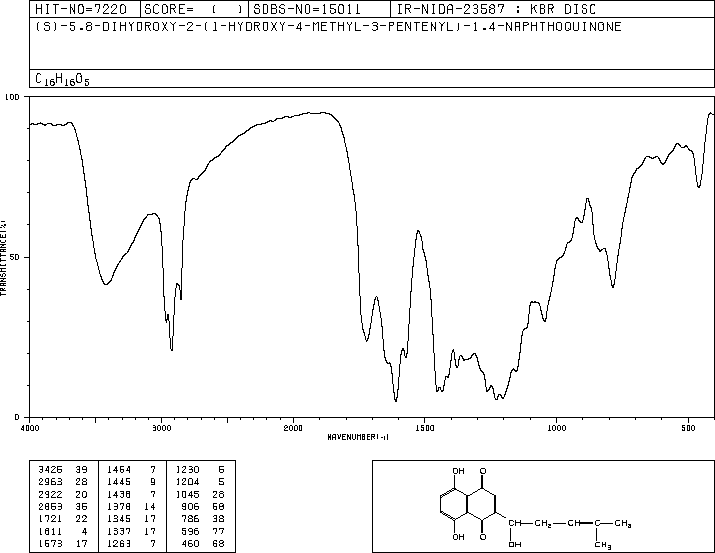 HIT-NO=7220 SCORE= ( ) SDBS-NO=15011 IR-NIDA-23587 : KBR DISC
(S)-5,8-DIHYDROXY-2-(1-HYDROXY-4-METHYL-3-PENTENYL)-1,4-NAPHTHOQUINONE
C16H16O5
100
50
0
TRANSMITTANCE(%)
4000 3000 2000 1500 1000 500
WAVENUMBER(-1)
3426 39 1464 7 1230 6
2963 28 1445 9 1204 5
2922 20 1438 7 1045 28
2853 36 1378 14 906 58
1721 22 1345 17 786 38
1611 4 1337 17 596 77
1573 17 1263 7 460 68
OH O
OH O
CH CH2 CH C CH3
OH CH3